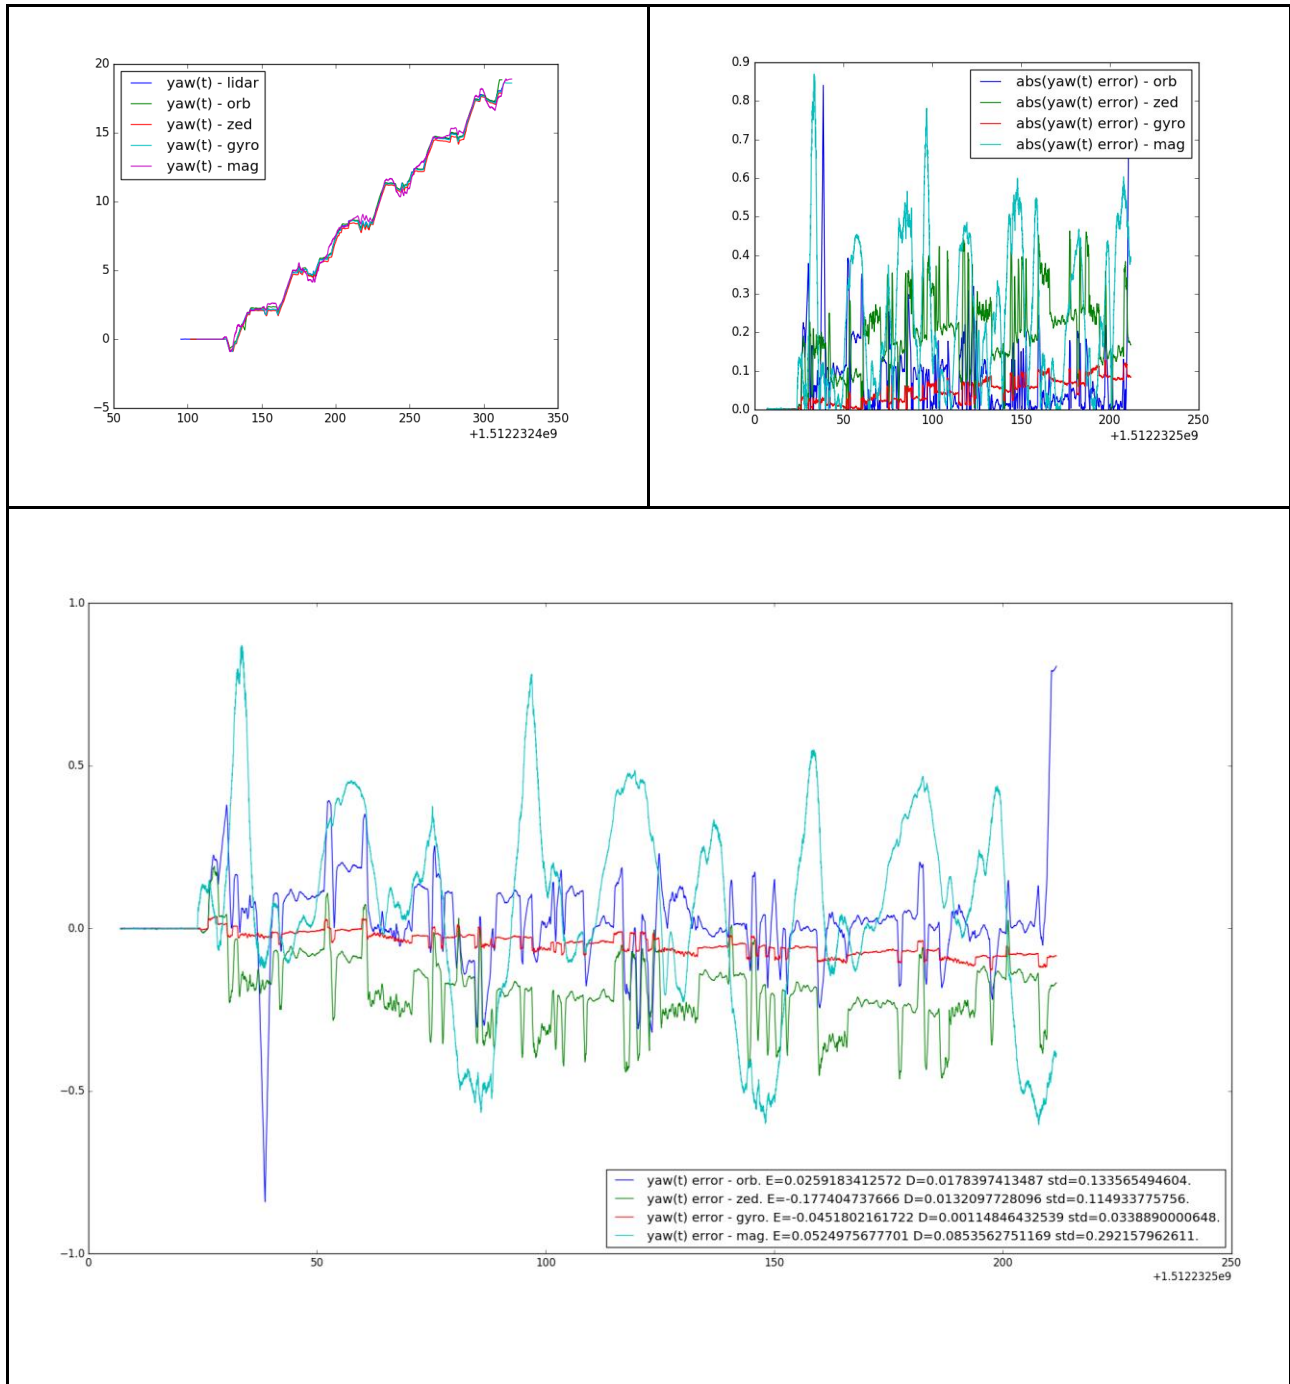 20
15
10
5
0
−5
50
100
150
200
250
300
350
+1.5122324e9
yaw(t) - lidar
yaw(t) - orb
yaw(t) - zed
yaw(t) - gyro
yaw(t) - mag
0.9
0.8
0.7
0.6
0.5
0.4
0.3
0.2
0.1
0.0
0
50
100
150
200
250
+1.5122325e9
abs(yaw(t) error) - orb
abs(yaw(t) error) - zed
abs(yaw(t) error) - gyro
abs(yaw(t) error) - mag
1.0
0.5
0.0
−0.5
−1.0
yaw(t) error - orb. E=0.0259183412572 D=0.0178397413487 std=0.133565494604.
yaw(t) error - zed. E=-0.177404737666 D=0.0132097728096 std=0.114933775756.
yaw(t) error - gyro. E=-0.0451802161722 D=0.00114846432539 std=0.0338890000648.
yaw(t) error - mag. E=0.0524975677701 D=0.0853562751169 std=0.292157962611.
0
50
100
150
200
250
+1.5122325e9